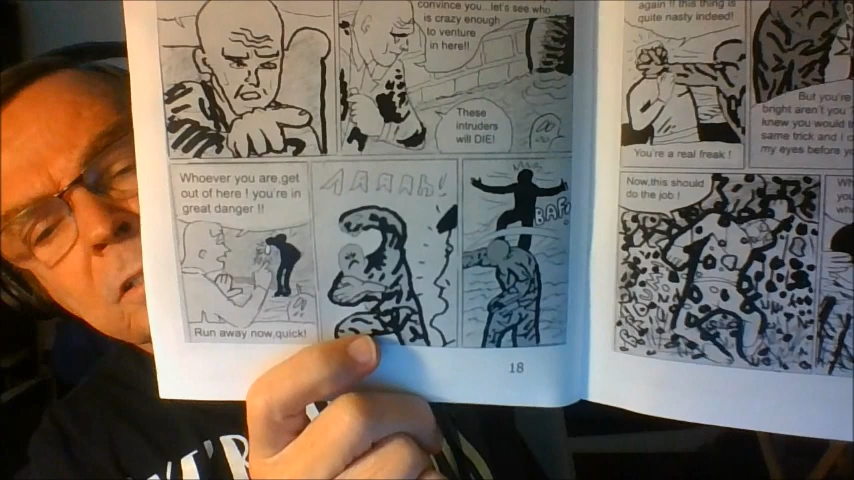 convince you..let's see who
is crazy enough
to venture
in here!!
These
intruders
will DIE!
Whoever you are,get
out of here ! you're in
great danger !!
Run away now,quick!
AAAAh!
BAF!
18
again!! this thing is
quite nasty indeed!!
You're a real freak !
But you're
bright aren't you
knew you would
same trick and i
my eyes before
Now,this should
do the job !